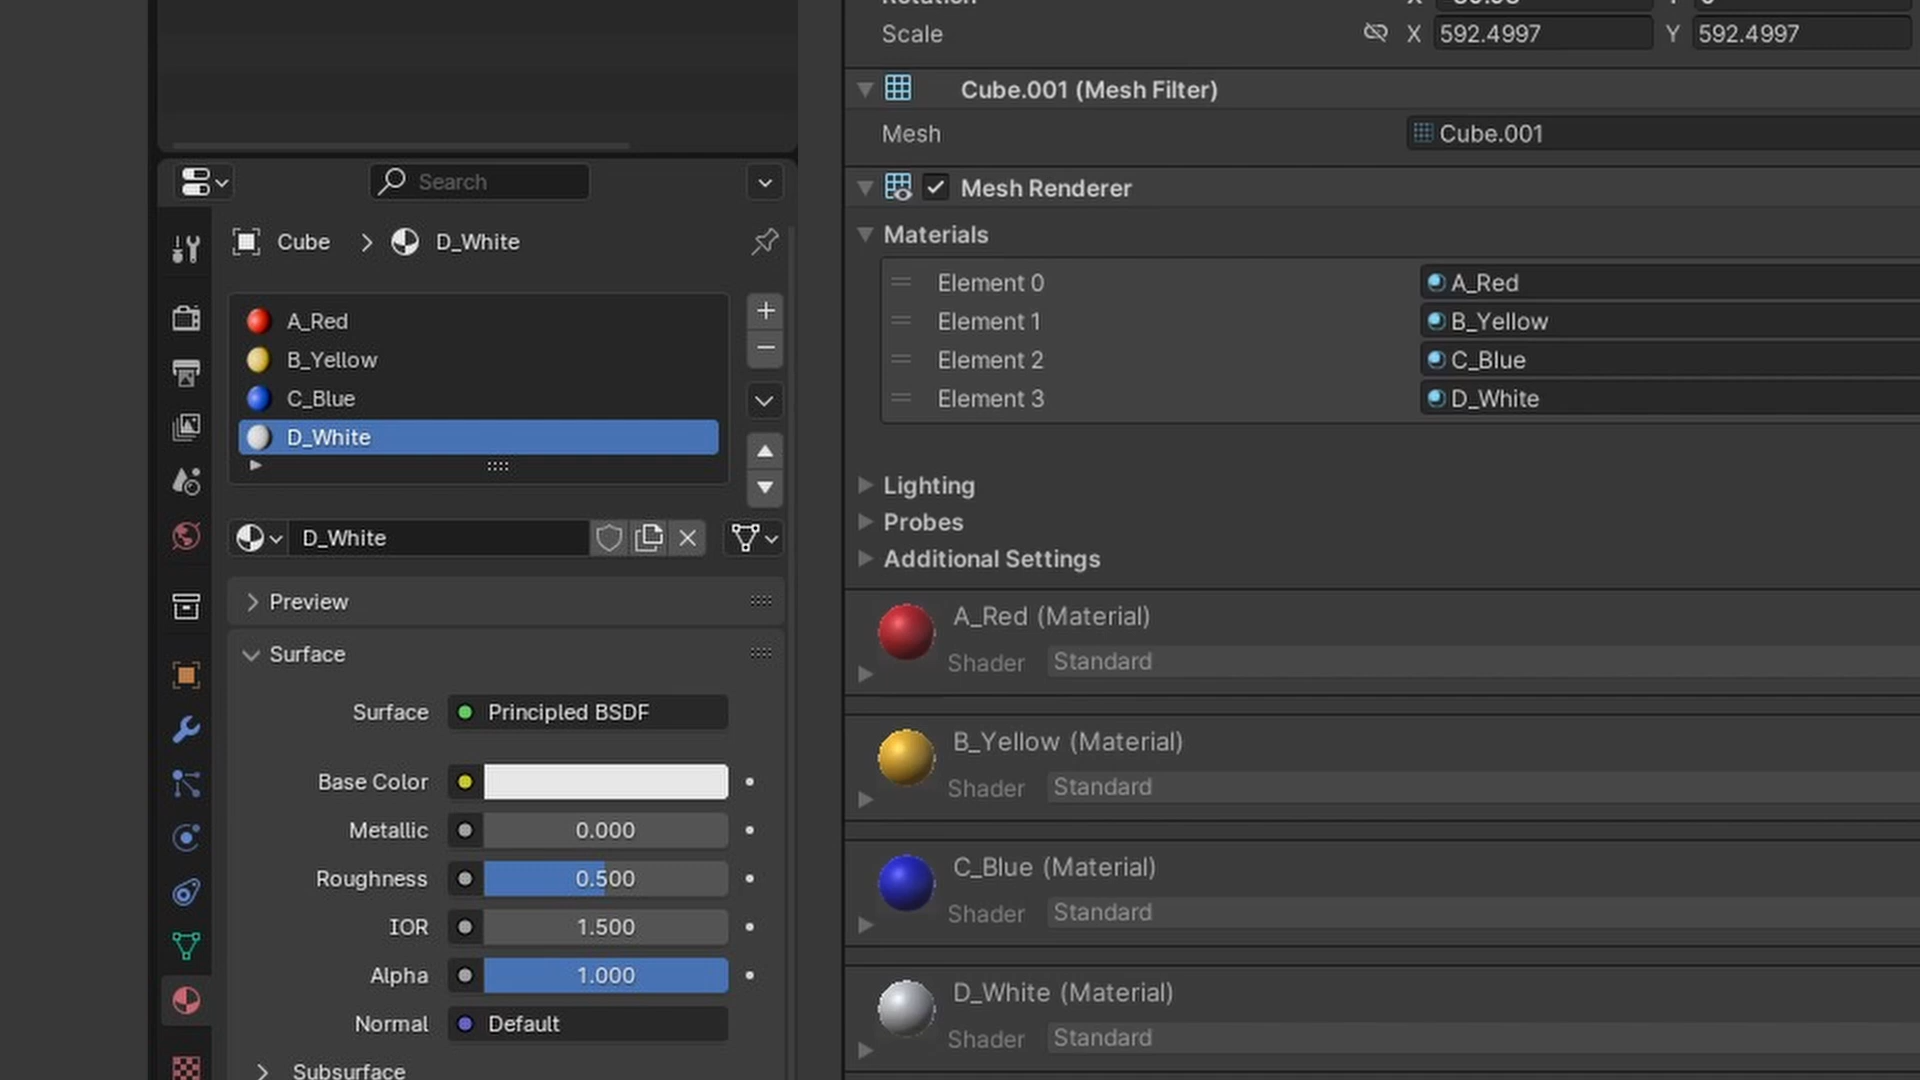 Search
Cube > D_White
A_Red
B_Yellow
C_Blue
D_White
D_White
Preview
Surface
Surface Principled BSDF
Base Color
Metallic 0.000
Roughness 0.500
IOR 1.500
Alpha 1.000
Normal Default
Subsurface
Rotation X Y
Scale X 592.4997 Y 592.4997
Cube.001 (Mesh Filter)
Mesh Cube.001
Mesh Renderer
Materials
Element 0 A_Red
Element 1 B_Yellow
Element 2 C_Blue
Element 3 D_White
Lighting
Probes
Additional Settings
A_Red (Material)
Shader Standard
B_Yellow (Material)
Shader Standard
C_Blue (Material)
Shader Standard
D_White (Material)
Shader Standard